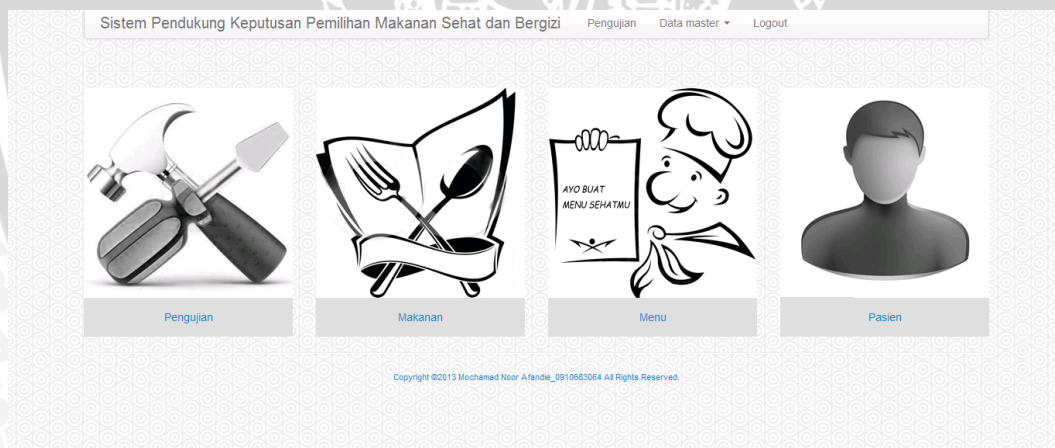 Sistem Pendukung Keputusan Pemilihan Makanan Sehat dan Bergizi Pengujian Data master Logout
AYO BUAT
MENU SEHATMU
Pengujian Makanan Menu Pasien
Copyright ©2013 Mochamad Noor Afandie_0910683064 All Rights Reserved.